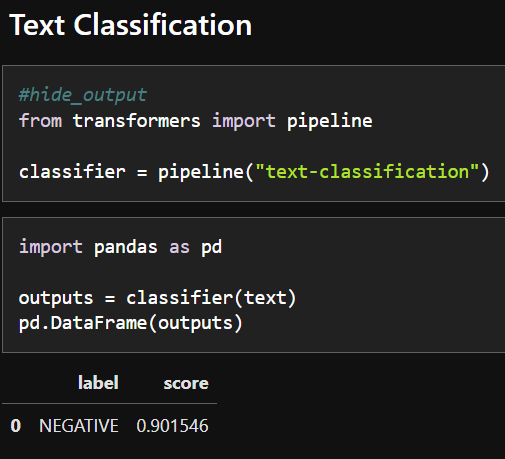 Text Classification
#hide_output
from transformers import pipeline
classifier = pipeline("text-classification")
import pandas as pd
outputs = classifier(text)
pd.DataFrame(outputs)
label score
0 NEGATIVE 0.901546